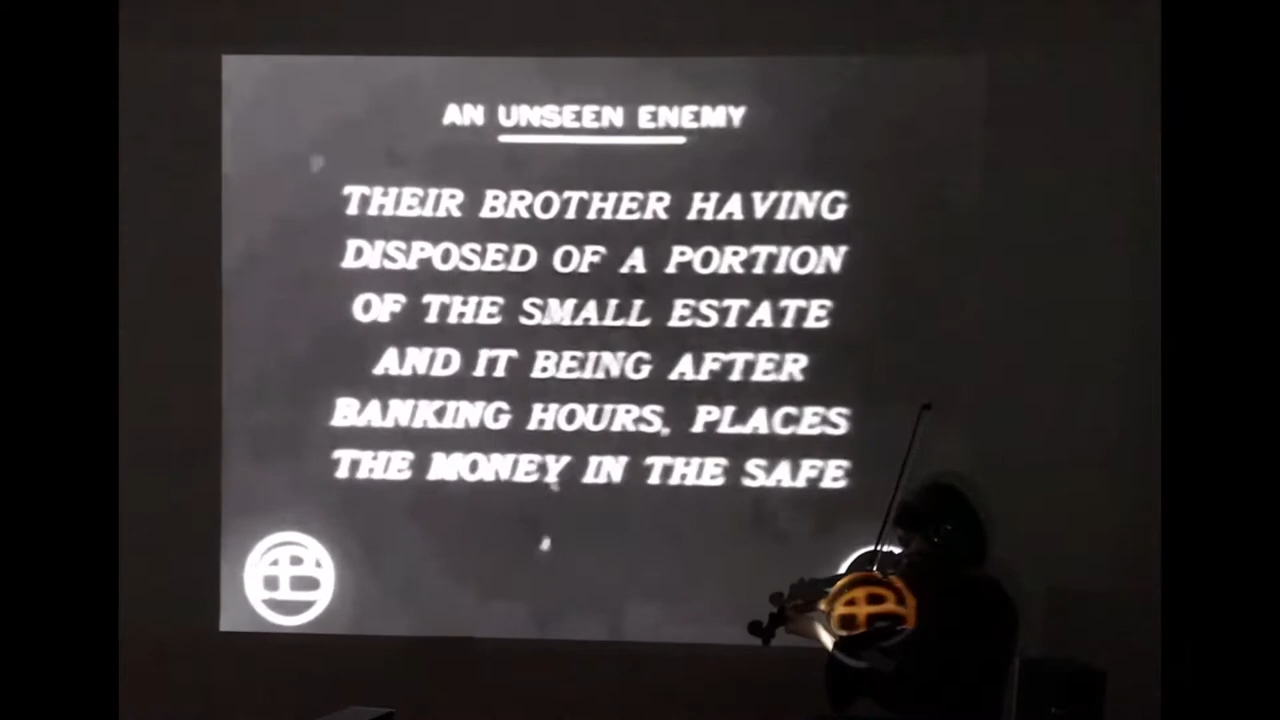 AN UNSEEN ENEMY
THEIR BROTHER HAVING
DISPOSED OF A PORTION
OF THE SMALL ESTATE
AND IT BEING AFTER
BANKING HOURS, PLACES
THE MONEY IN THE SAFE